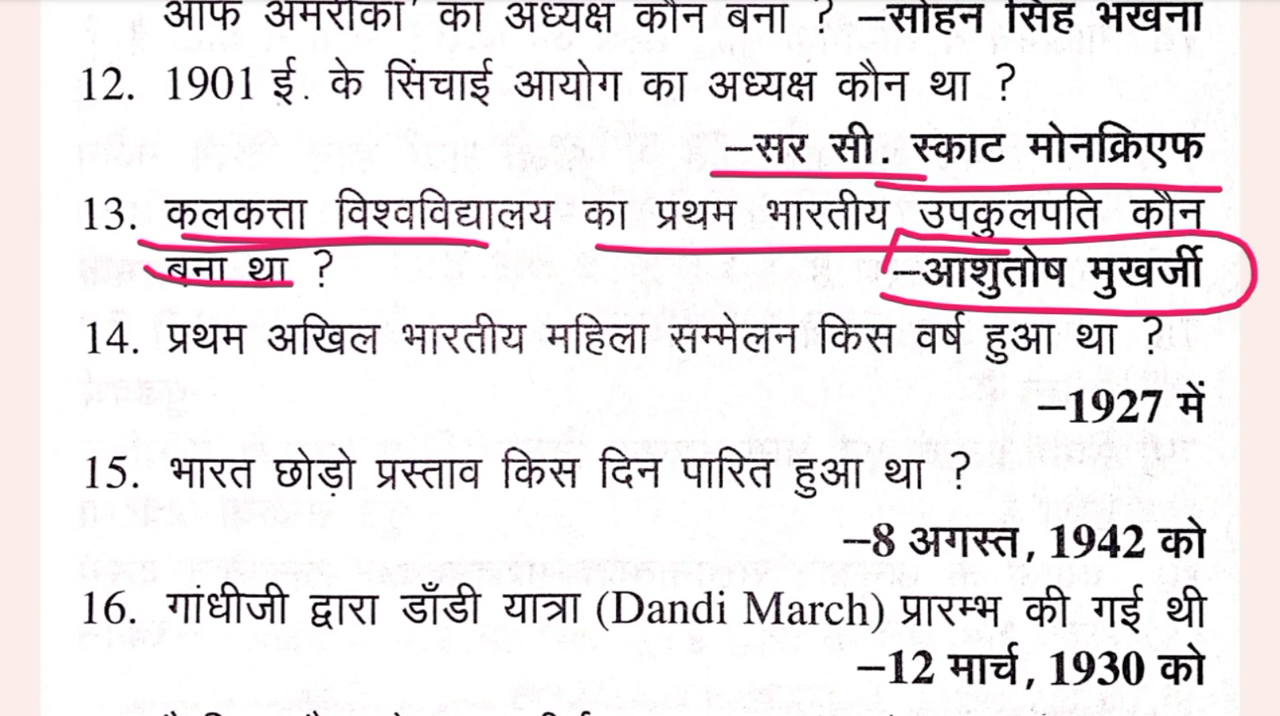 ऑफ अमरीका' का अध्यक्ष कौन बना ? –सोहन सिंह भखना
12. 1901 ई. के सिंचाई आयोग का अध्यक्ष कौन था ?
–सर सी. स्काट मोनक्रिएफ
13. कलकत्ता विश्वविद्यालय का प्रथम भारतीय उपकुलपति कौन
बना था ? –आशुतोष मुखर्जी
14. प्रथम अखिल भारतीय महिला सम्मेलन किस वर्ष हुआ था ?
–1927 में
15. भारत छोड़ो प्रस्ताव किस दिन पारित हुआ था ?
–8 अगस्त, 1942 को
16. गांधीजी द्वारा डाँडी यात्रा (Dandi March) प्रारम्भ की गई थी
–12 मार्च, 1930 को